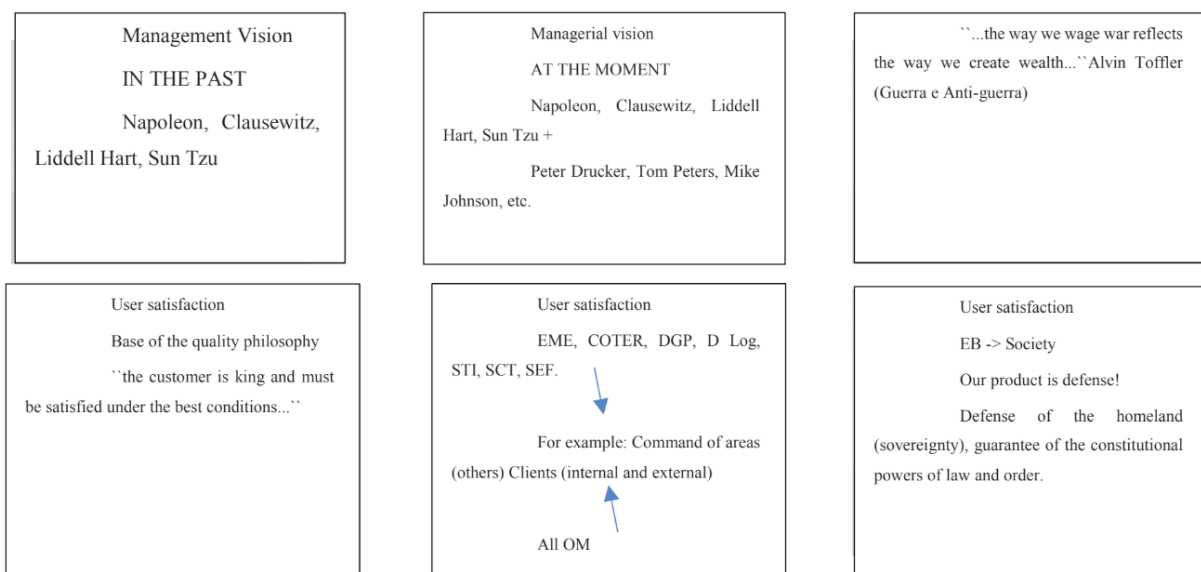 Management Vision
IN THE PAST
Napoleon, Clausewitz,
Liddell Hart, Sun Tzu
Managerial vision
AT THE MOMENT
Napoleon, Clausewitz, Liddell
Hart, Sun Tzu +
Peter Drucker, Tom Peters, Mike
Johnson, etc.
``...the way we wage war reflects
the way we create wealth...``Alvin Toffler
(Guerra e Anti-guerra)
User satisfaction
Base of the quality philosophy
``the customer is king and must
be satisfied under the best conditions...``
User satisfaction
EME, COTER, DGP, D Log,
STI, SCT, SEF.
For example: Command of areas
(others) Clients (internal and external)
All OM
User satisfaction
EB -> Society
Our product is defense!
Defense of the homeland
(sovereignty), guarantee of the constitutional
powers of law and order.